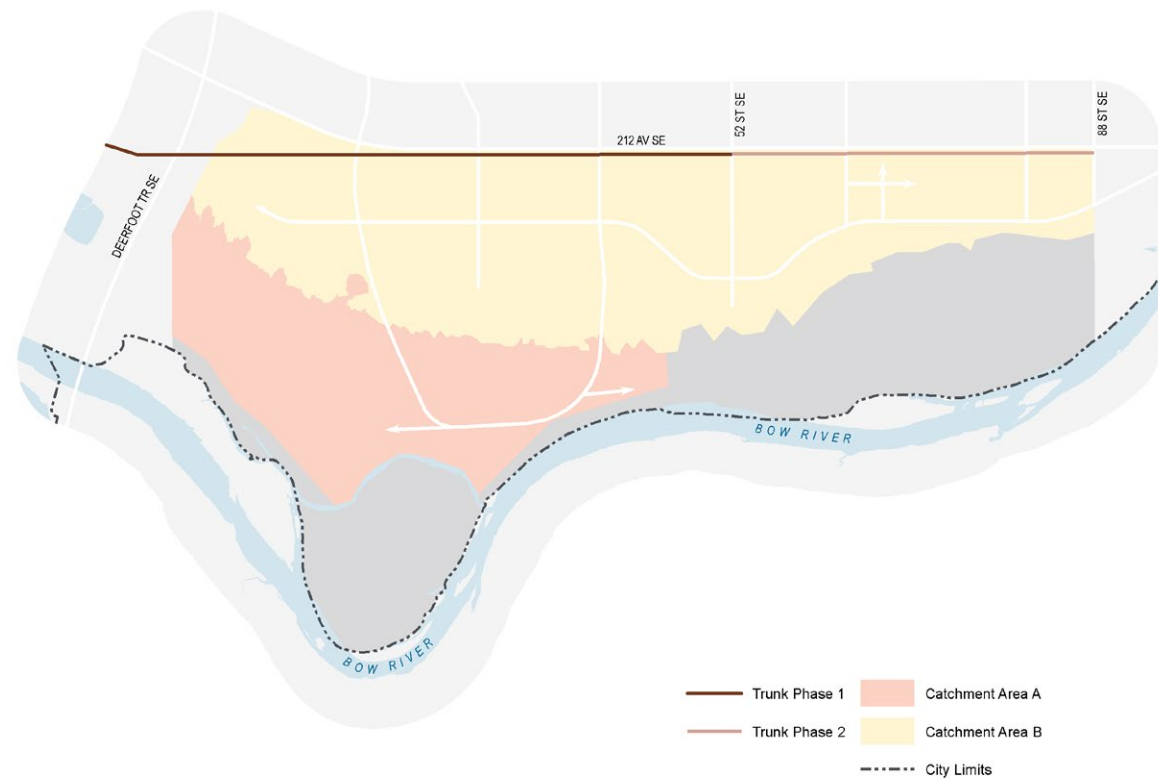 212 AV SE
52 ST SE
88 ST SE
DEERFOOT TR SE
BOW RIVER
BOW RIVER
Trunk Phase 1
Catchment Area A
Trunk Phase 2
Catchment Area B
City Limits